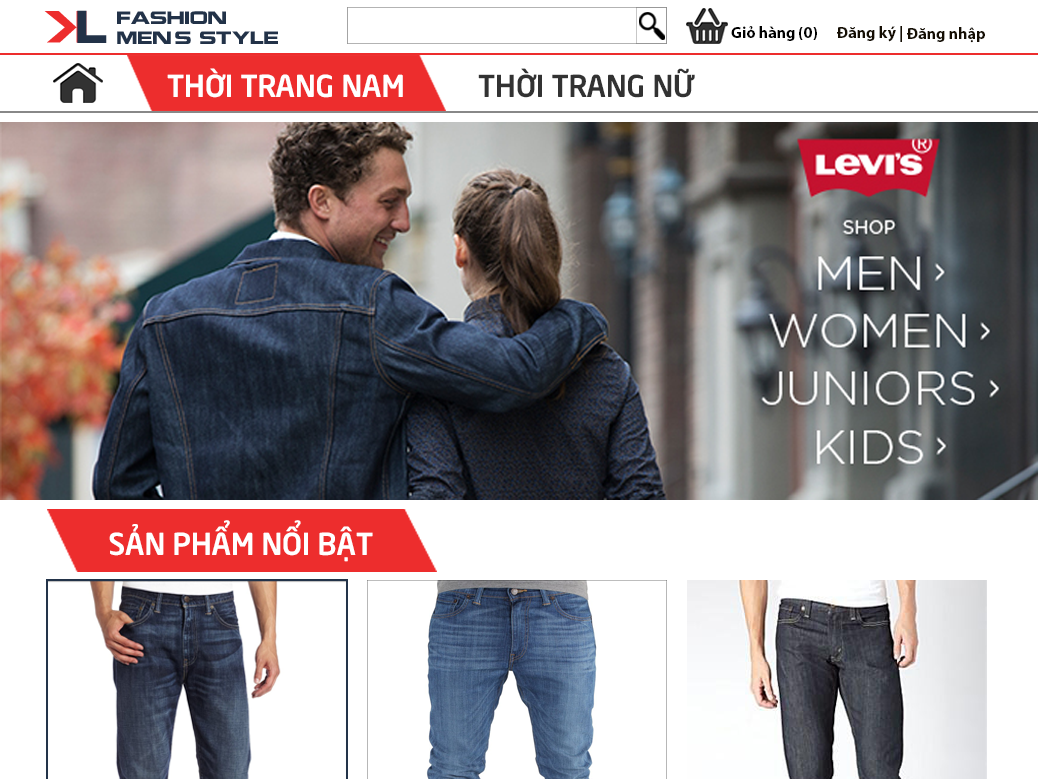 KL FASHION
MEN'S STYLE
Giỏ hàng (0)
Đăng ký | Đăng nhập
THỜI TRANG NAM
THỜI TRANG NỮ
LEVI'S®
SHOP
MEN ›
WOMEN ›
JUNIORS ›
KIDS ›
SẢN PHẨM NỔI BẬT